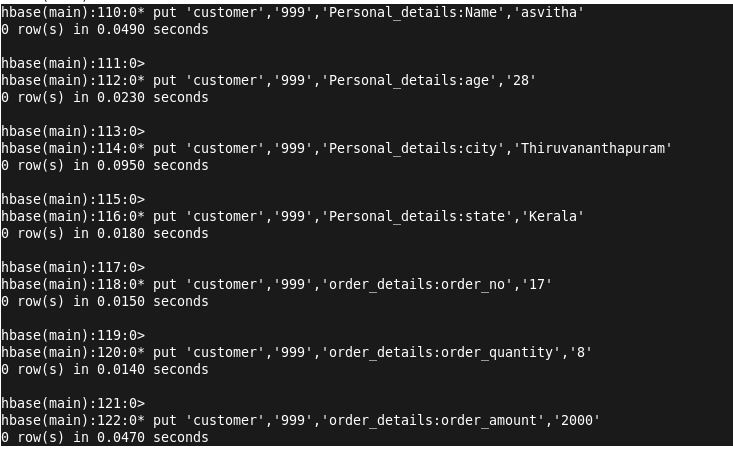 hbase(main):110:0* put 'customer','999','Personal_details:Name','asvitha'
0 row(s) in 0.0490 seconds
hbase(main):111:0>
hbase(main):112:0* put 'customer','999','Personal_details:age','28'
0 row(s) in 0.0230 seconds
hbase(main):113:0>
hbase(main):114:0* put 'customer','999','Personal_details:city','Thiruvananthapuram'
0 row(s) in 0.0950 seconds
hbase(main):115:0>
hbase(main):116:0* put 'customer','999','Personal_details:state','Kerala'
0 row(s) in 0.0180 seconds
hbase(main):117:0>
hbase(main):118:0* put 'customer','999','order_details:order_no','17'
0 row(s) in 0.0150 seconds
hbase(main):119:0>
hbase(main):120:0* put 'customer','999','order_details:order_quantity','8'
0 row(s) in 0.0140 seconds
hbase(main):121:0>
hbase(main):122:0* put 'customer','999','order_details:order_amount','2000'
0 row(s) in 0.0470 seconds